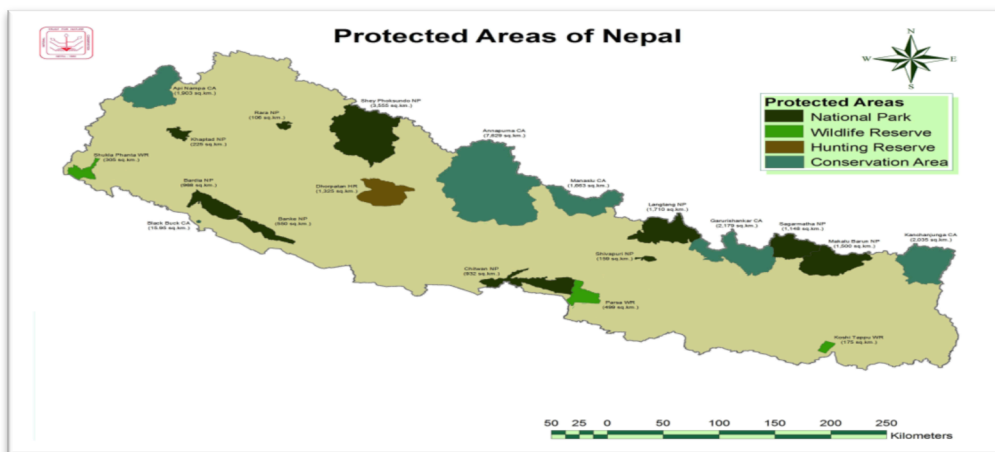 Protected Areas of Nepal
N
W
E
S
Protected Areas
National Park
Wildlife Reserve
Hunting Reserve
Conservation Area
Api Nampa CA
(1,903 sq.km.)
Rara NP
(106 sq.km.)
Shey Phoksundo NP
(3,555 sq.km.)
Khaptad NP
(225 sq.km.)
Annapurna CA
(7,629 sq.km.)
Shukla Phanta WR
(305 sq.km.)
Bardia NP
(968 sq.km.)
Dhorpatan HR
(1,325 sq.km.)
Manaslu CA
(1,663 sq.km.)
Black Buck CA
(15.95 sq.km.)
Banke NP
(550 sq.km.)
Langtang NP
(1,710 sq.km.)
Garurishankar CA
(2,179 sq.km.)
Sagarmatha NP
(1,148 sq.km.)
Makalu Barun NP
(1,500 sq.km.)
Kanchanjunga CA
(2,035 sq.km.)
Shivapuri NP
(159 sq.km.)
Chitwan NP
(932 sq.km.)
Parsa WR
(499 sq.km.)
Koshi Tappu WR
(175 sq.km.)
50 25 0 50 100 150 200 250
Kilometers